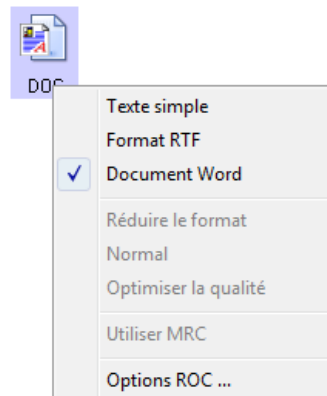 DOC
Texte simple
Format RTF
Document Word
Réduire le format
Normal
Optimiser la qualité
Utiliser MRC
Options ROC ...